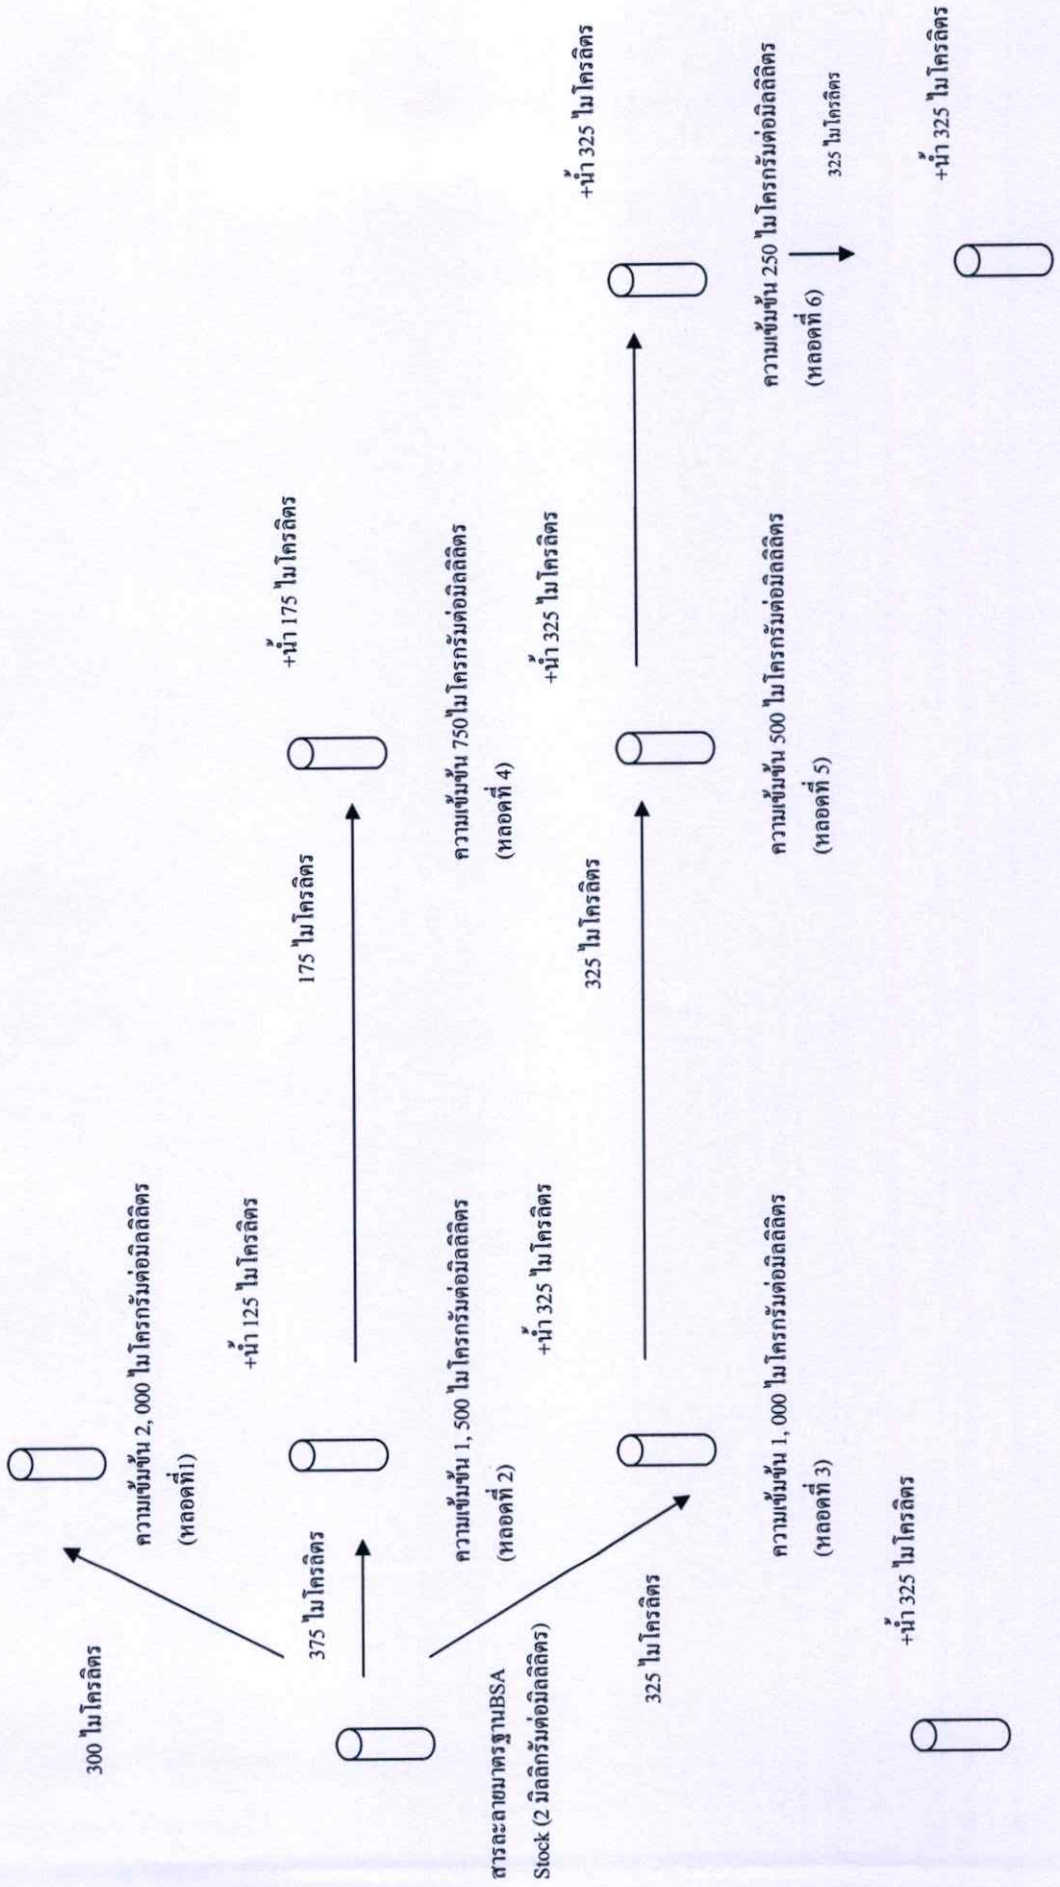 300 ไมโครลิตร
ความเข้มข้น 2, 000 ไมโครกรัมต่อมิลลิลิตร
(หลอดที่1)
375 ไมโครลิตร
+น้ำ 125 ไมโครลิตร
175 ไมโครลิตร
+น้ำ 175 ไมโครลิตร
สารละลายมาตรฐานBSA
Stock (2 มิลลิกรัมต่อมิลลิลิตร)
ความเข้มข้น 1, 500 ไมโครกรัมต่อมิลลิลิตร
(หลอดที่ 2)
ความเข้มข้น 750ไมโครกรัมต่อมิลลิลิตร
(หลอดที่ 4)
325 ไมโครลิตร
+น้ำ 325 ไมโครลิตร
325 ไมโครลิตร
+น้ำ 325 ไมโครลิตร
+น้ำ 325 ไมโครลิตร
ความเข้มข้น 1, 000 ไมโครกรัมต่อมิลลิลิตร
(หลอดที่ 3)
ความเข้มข้น 500 ไมโครกรัมต่อมิลลิลิตร
(หลอดที่ 5)
ความเข้มข้น 250 ไมโครกรัมต่อมิลลิลิตร
(หลอดที่ 6)
325 ไมโครลิตร
+น้ำ 325 ไมโครลิตร
+น้ำ 325 ไมโครลิตร